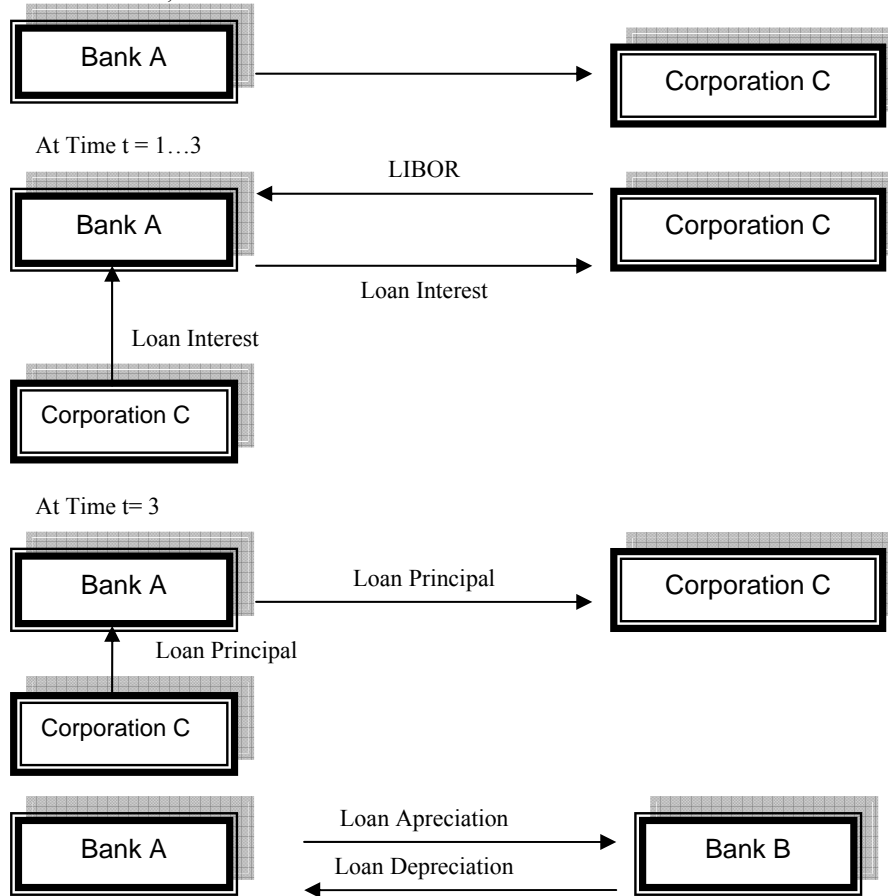 Bank A
Corporation C
At Time t = 1…3
LIBOR
Bank A
Corporation C
Loan Interest
Loan Interest
Corporation C
At Time t= 3
Bank A
Loan Principal
Corporation C
Loan Principal
Corporation C
Loan Apreciation
Bank A
Bank B
Loan Depreciation